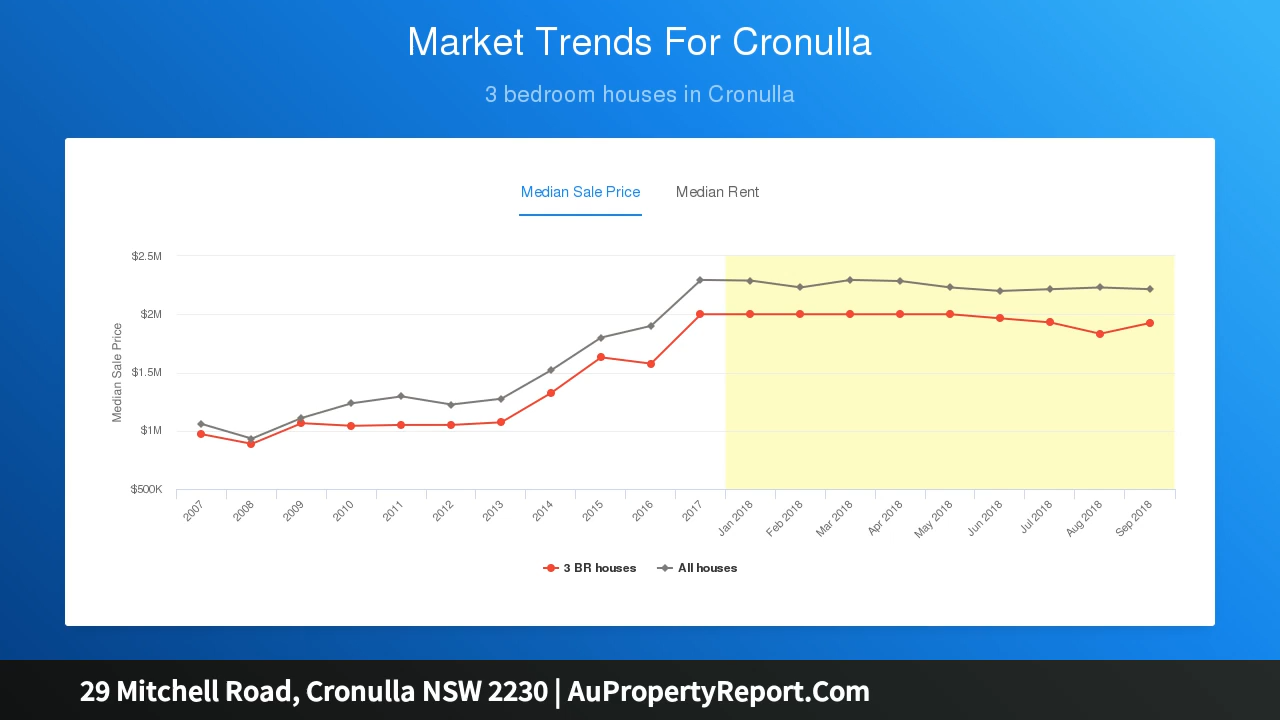 Market Trends For Cronulla
3 bedroom houses in Cronulla
Median Sale Price Median Rent
$2.5M
$2M
$1.5M
$1M
$500K
Median Sale Price
2007 2008 2009 2010 2011 2012 2013 2014 2015 2016 2017 Jan 2018 Feb 2018 Mar 2018 Apr 2018 May 2018 Jun 2018 Jul 2018 Aug 2018 Sep 2018
3 BR houses All houses
29 Mitchell Road, Cronulla NSW 2230 | AuPropertyReport.Com